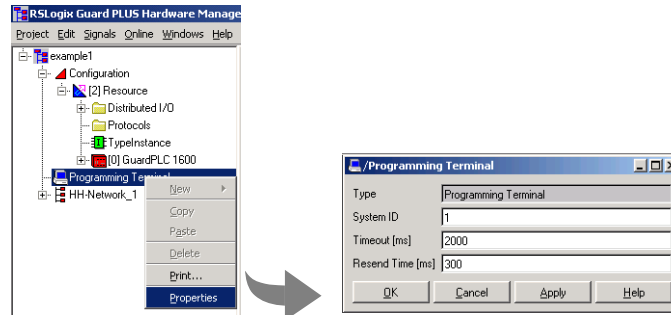 RSLogix Guard PLUS Hardware Manage
Project Edit Signals Online Windows Help
example1
Configuration
[2] Resource
Distributed I/O
Protocols
TypeInstance
[0] GuardPLC 1600
Programming Terminal
HH-Network_1
New
Copy
Paste
Delete
Print...
Properties
/Programming Terminal
Type Programming Terminal
System ID 1
Timeout [ms] 2000
Resend Time [ms] 300
OK Cancel Apply Help